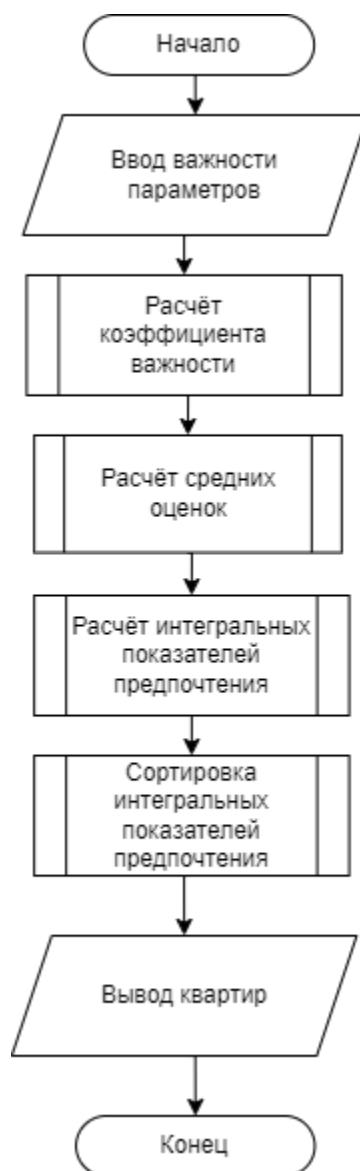 Начало
Ввод важности
параметров
Расчёт
коэффициента
важности
Расчёт средних
оценок
Расчёт интегральных
показателей
предпочтения
Сортировка
интегральных
показателей
предпочтения
Вывод квартир
Конец